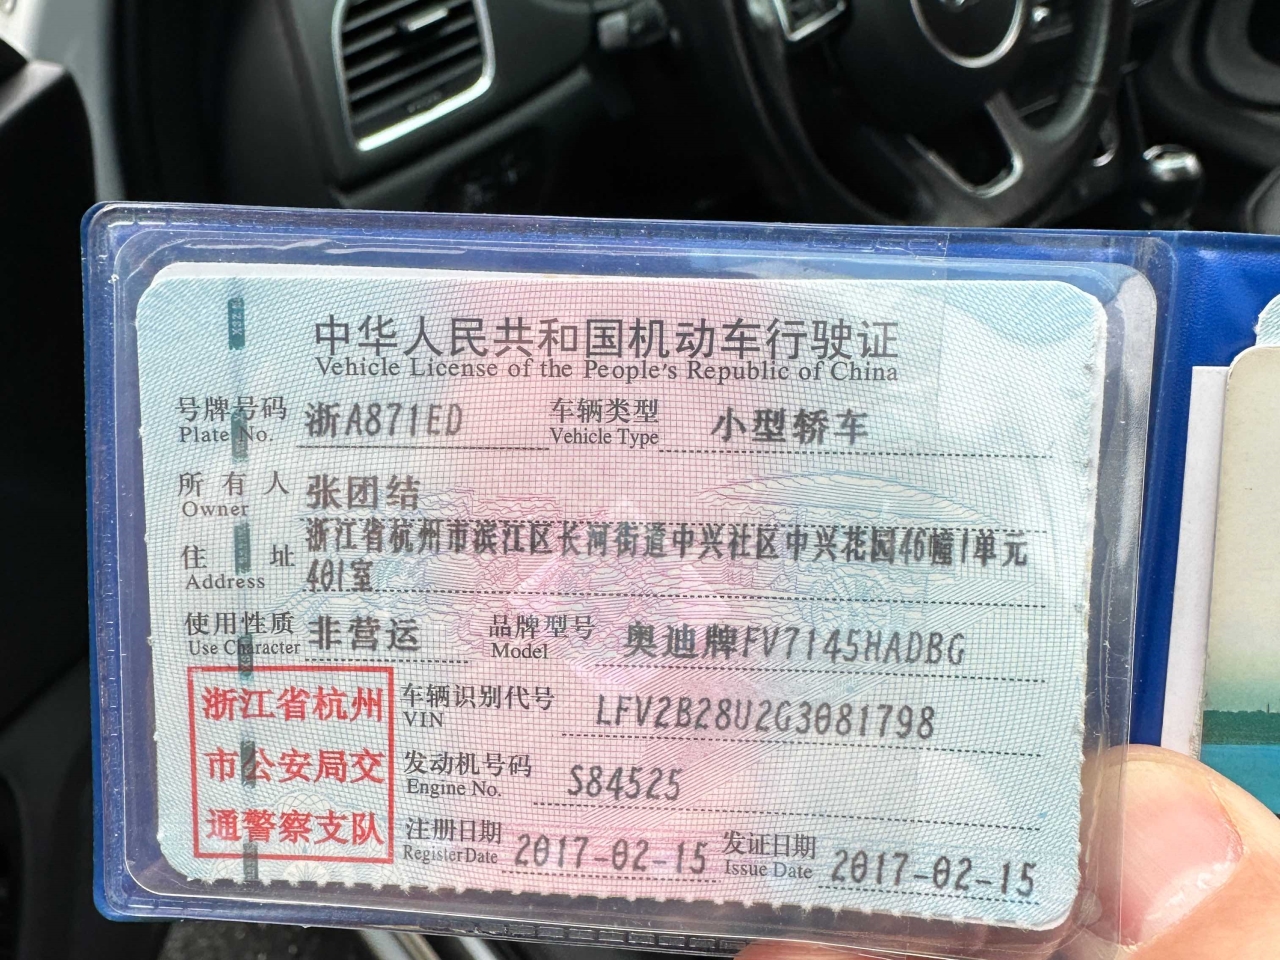 中华人民共和国机动车行驶证
Vehicle License of the People's Republic of China
号牌号码 浙A871ED 车辆类型 小型轿车
Plate No. Vehicle Type
所有人 张团结
Owner
住址 浙江省杭州市滨江区长河街道中兴社区中兴花园46幢1单元
Address 401室
使用性质 非营运 品牌型号 奥迪牌FV7145HADBG
Use Character Model
浙江省杭州 车辆识别代号 LFV2B28U2G3081798
VIN
市公安局交 发动机号码 S84525
Engine No.
通警察支队 注册日期 2017-02-15 发证日期 2017-02-15
Register Date Issue Date